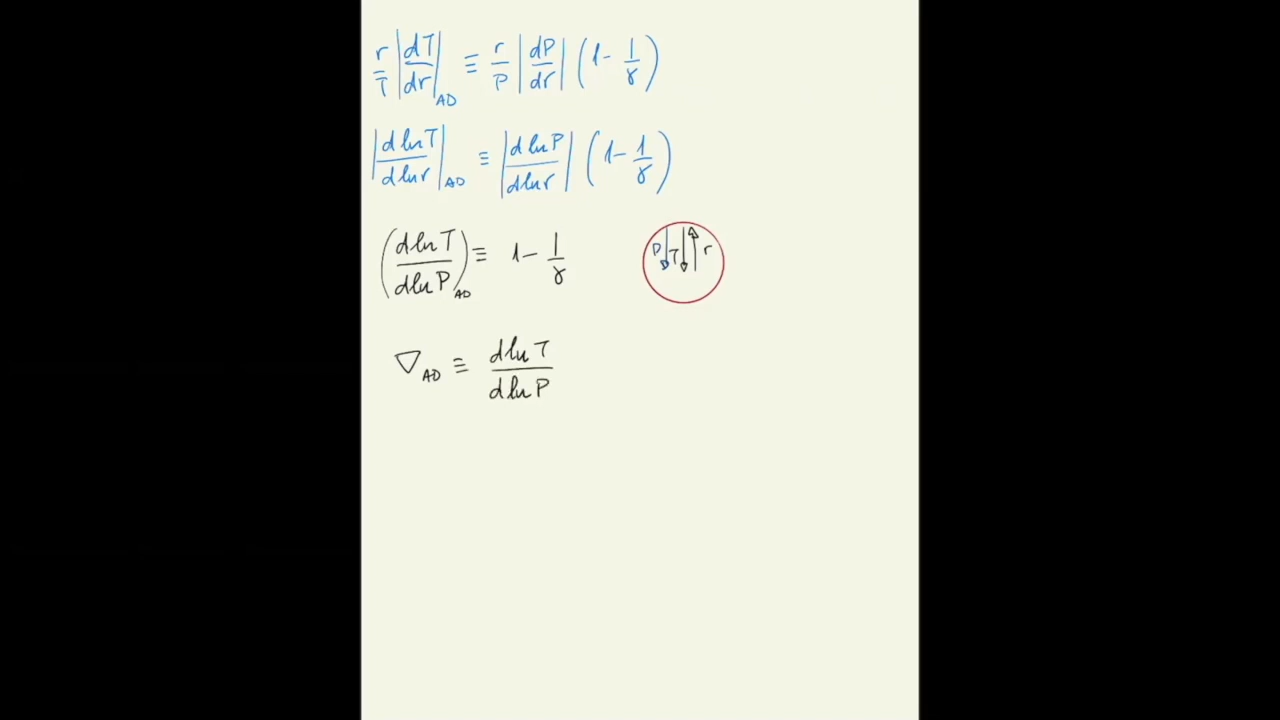 r/T |dT/dr|_AD ≡ r/P |dP/dr| (1 - 1/γ)
|d ln T/d ln r|_AD ≡ |d ln P/d ln r| (1 - 1/γ)
(d ln T/d ln P)_AD ≡ 1 - 1/γ
P T r
∇_AD ≡ d ln T/d ln P